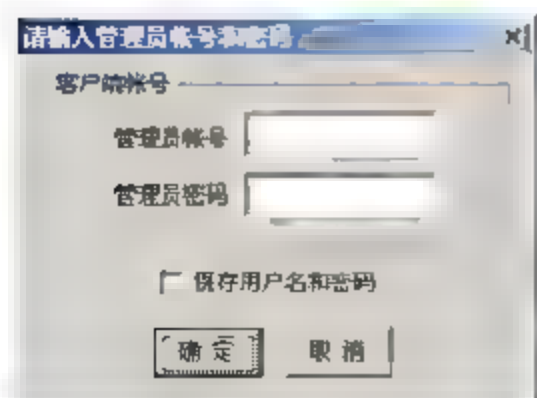 请输入管理员帐号和密码
客户端帐号
管理员帐号
管理员密码
保存用户名和密码
确定
取消